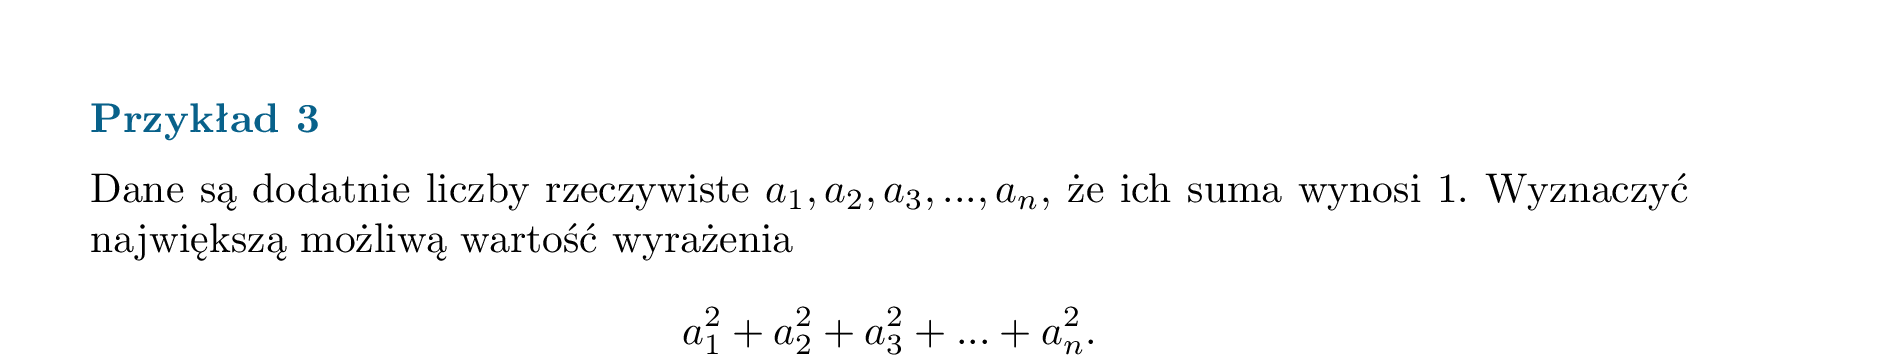 Przykład 3
Dane są dodatnie liczby rzeczywiste $a_1, a_2, a_3, ..., a_n$, że ich suma wynosi 1. Wyznaczyć
największą możliwą wartość wyrażenia
$a_1^2 + a_2^2 + a_3^2 + ... + a_n^2.$